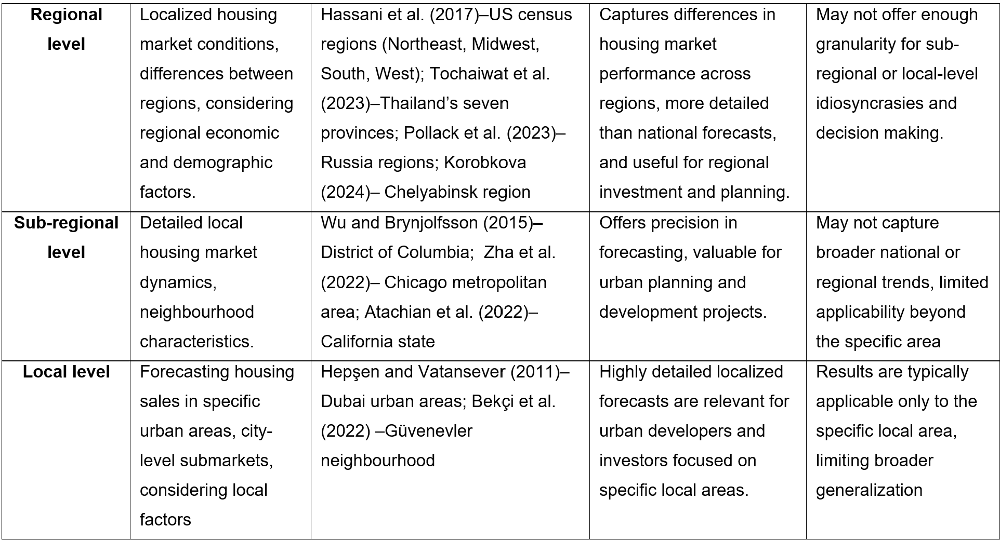 Regional
level
Localized housing
market conditions,
differences between
regions, considering
regional economic
and demographic
factors.
Hassani et al. (2017)–US census
regions (Northeast, Midwest,
South, West); Tochaiwat et al.
(2023)–Thailand’s seven
provinces; Pollack et al. (2023)–
Russia regions; Korobkova
(2024)– Chelyabinsk region
Captures differences in
housing market
performance across
regions, more detailed
than national forecasts,
and useful for regional
investment and planning.
May not offer enough
granularity for sub-
regional or local-level
idiosyncrasies and
decision making.
Sub-regional
level
Detailed local
housing market
dynamics,
neighbourhood
characteristics.
Wu and Brynjolfsson (2015)–
District of Columbia;  Zha et al.
(2022)– Chicago metropolitan
area; Atachian et al. (2022)–
California state
Offers precision in
forecasting, valuable for
urban planning and
development projects.
May not capture
broader national or
regional trends, limited
applicability beyond
the specific area
Local level
Forecasting housing
sales in specific
urban areas, city-
level submarkets,
considering local
factors
Hepşen and Vatansever (2011)–
Dubai urban areas; Bekçi et al.
(2022) –Güvenevler
neighbourhood
Highly detailed localized
forecasts are relevant for
urban developers and
investors focused on
specific local areas.
Results are typically
applicable only to the
specific local area,
limiting broader
generalization